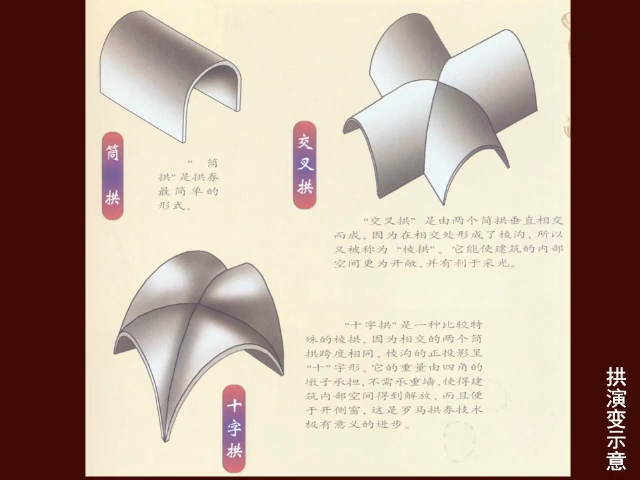 筒拱
“筒
拱”是拱券
最简单的
形式。
交叉拱
“交叉拱”是由两个筒拱垂直相交
而成。因为在相交处形成了棱沟、所以
又被称为“棱拱”。它能使建筑的内部
空间更为开敞、并有利于采光。
十字拱
“十字拱”是一种比较特
殊的棱拱，因为相交的两个筒
拱跨度相同，棱沟的正投影呈
“十”字形。它的重量由四角的
墩子承担，不需承重墙，使得建
筑内部空间得到解放，而且便
于开侧窗，这是罗马拱券技术
极有意义的进步。
拱演变示意